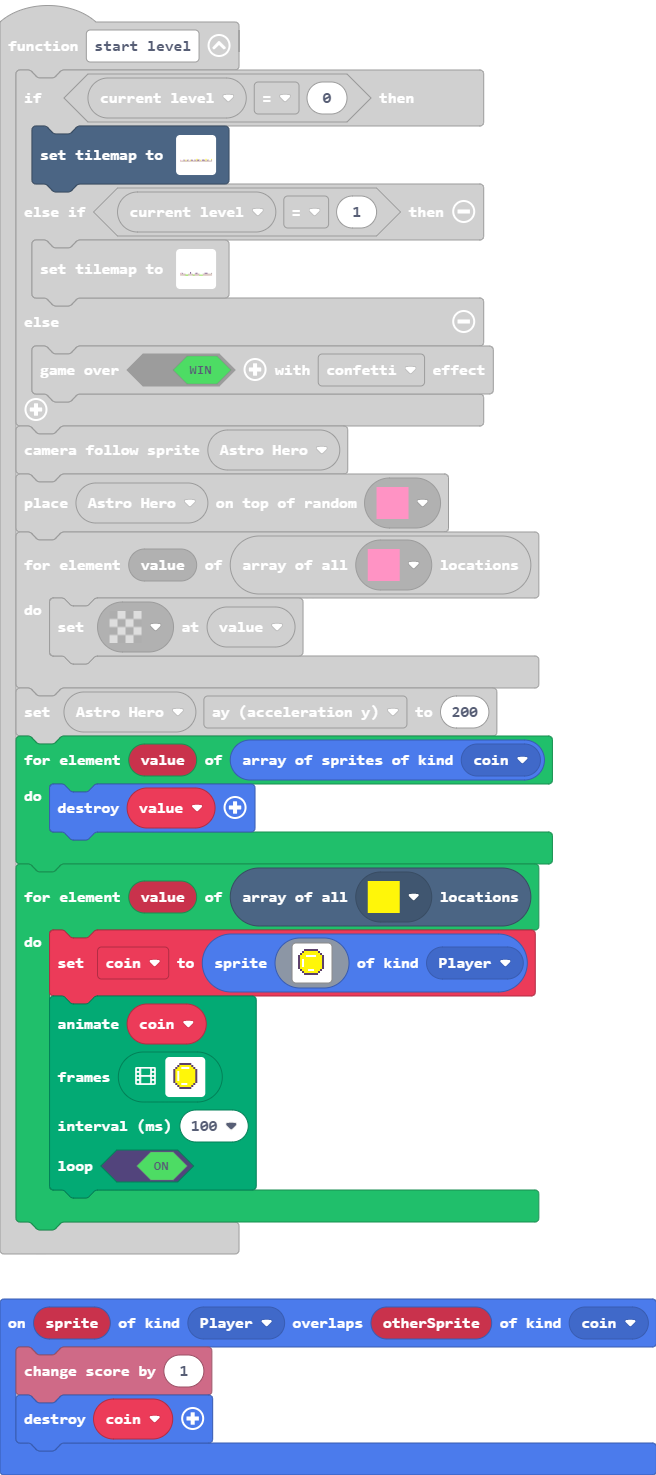 function start level
if current level = 0 then
set tilemap to
else if current level = 1 then
set tilemap to
else
game over WIN with confetti effect
camera follow sprite Astro Hero
place Astro Hero on top of random
for element value of array of all locations
do set at value
set Astro Hero ay (acceleration y) to 200
for element value of array of sprites of kind coin
do destroy value
for element value of array of all locations
do
set coin to sprite of kind Player
animate coin
frames
interval (ms) 100
loop ON
on sprite of kind Player overlaps otherSprite of kind coin
change score by 1
destroy coin